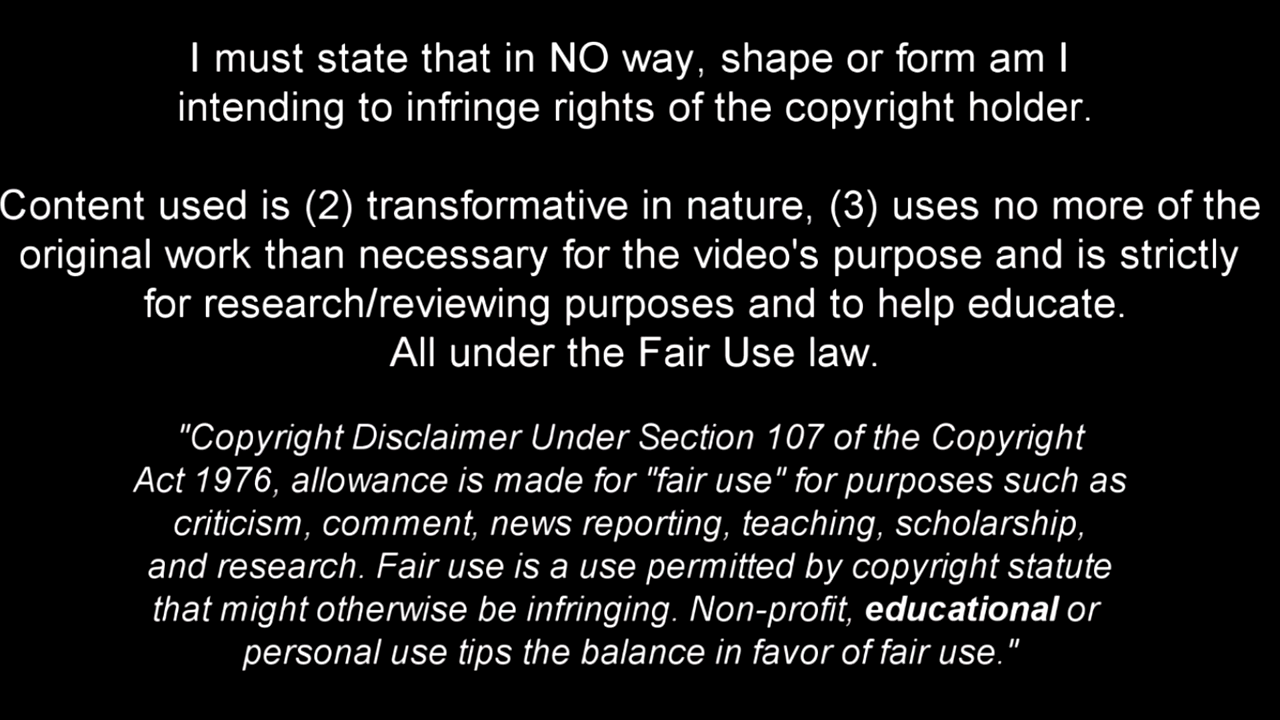 I must state that in NO way, shape or form am I
intending to infringe rights of the copyright holder.
Content used is (2) transformative in nature, (3) uses no more of the
original work than necessary for the video's purpose and is strictly
for research/reviewing purposes and to help educate.
All under the Fair Use law.
"Copyright Disclaimer Under Section 107 of the Copyright
Act 1976, allowance is made for "fair use" for purposes such as
criticism, comment, news reporting, teaching, scholarship,
and research. Fair use is a use permitted by copyright statute
that might otherwise be infringing. Non-profit, educational or
personal use tips the balance in favor of fair use."